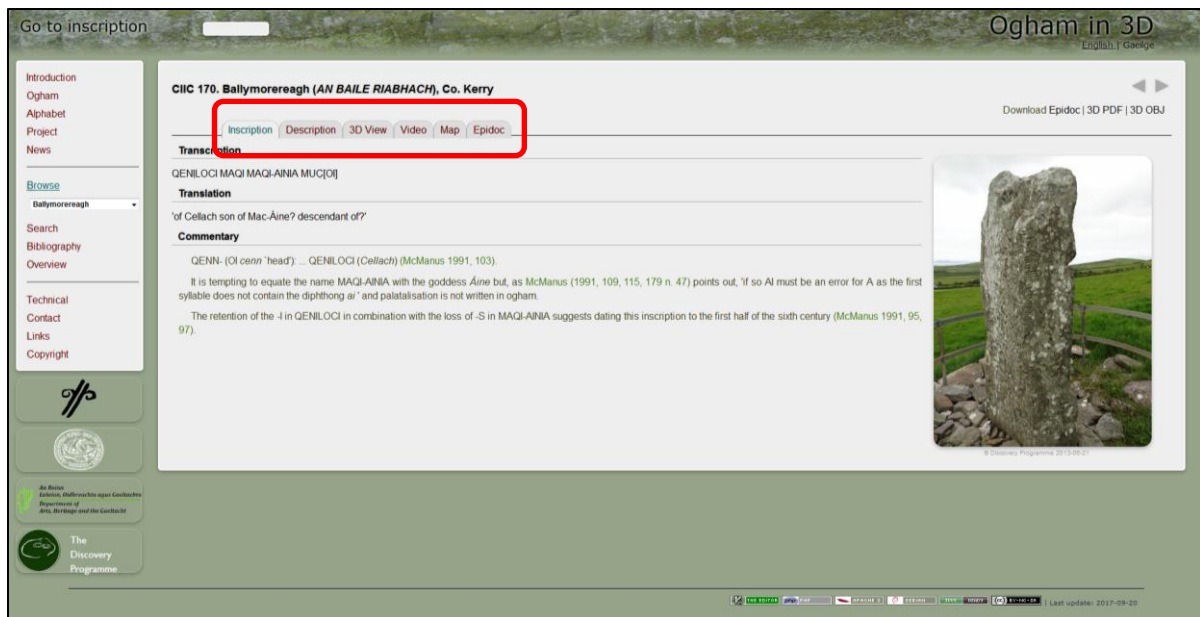 Go to inscription
Ogham in 3D
English | Gaeilge
Introduction
Ogham
Alphabet
Project
News
Browse
Ballymorereagh
Search
Bibliography
Overview
Technical
Contact
Links
Copyright
An Roinn
Ealaíon, Oidhreachta agus Gaeltachta
Department of
Arts, Heritage and the Gaeltacht
The
Discovery
Programme
CIIC 170. Ballymorereagh (AN BAILE RIABHACH), Co. Kerry
Download Epidoc | 3D PDF | 3D OBJ
Inscription Description 3D View Video Map Epidoc
Transcription
QENILOCI MAQI MAQI-AINIA MUC[OI]
Translation
'of Cellach son of Mac-Áine? descendant of?'
Commentary
QENN- (OI cenn `head'): ... QENILOCI (Cellach) (McManus 1991, 103).
It is tempting to equate the name MAQI-AINIA with the goddess Áine but, as McManus (1991, 109, 115, 179 n. 47) points out, 'if so AI must be an error for A as the first
syllable does not contain the diphthong ai ' and palatalisation is not written in ogham.
The retention of the -I in QENILOCI in combination with the loss of -S in MAQI-AINIA suggests dating this inscription to the first half of the sixth century (McManus 1991, 95,
97).
© Discovery Programme 2013-08-21
| Last update: 2017-09-20